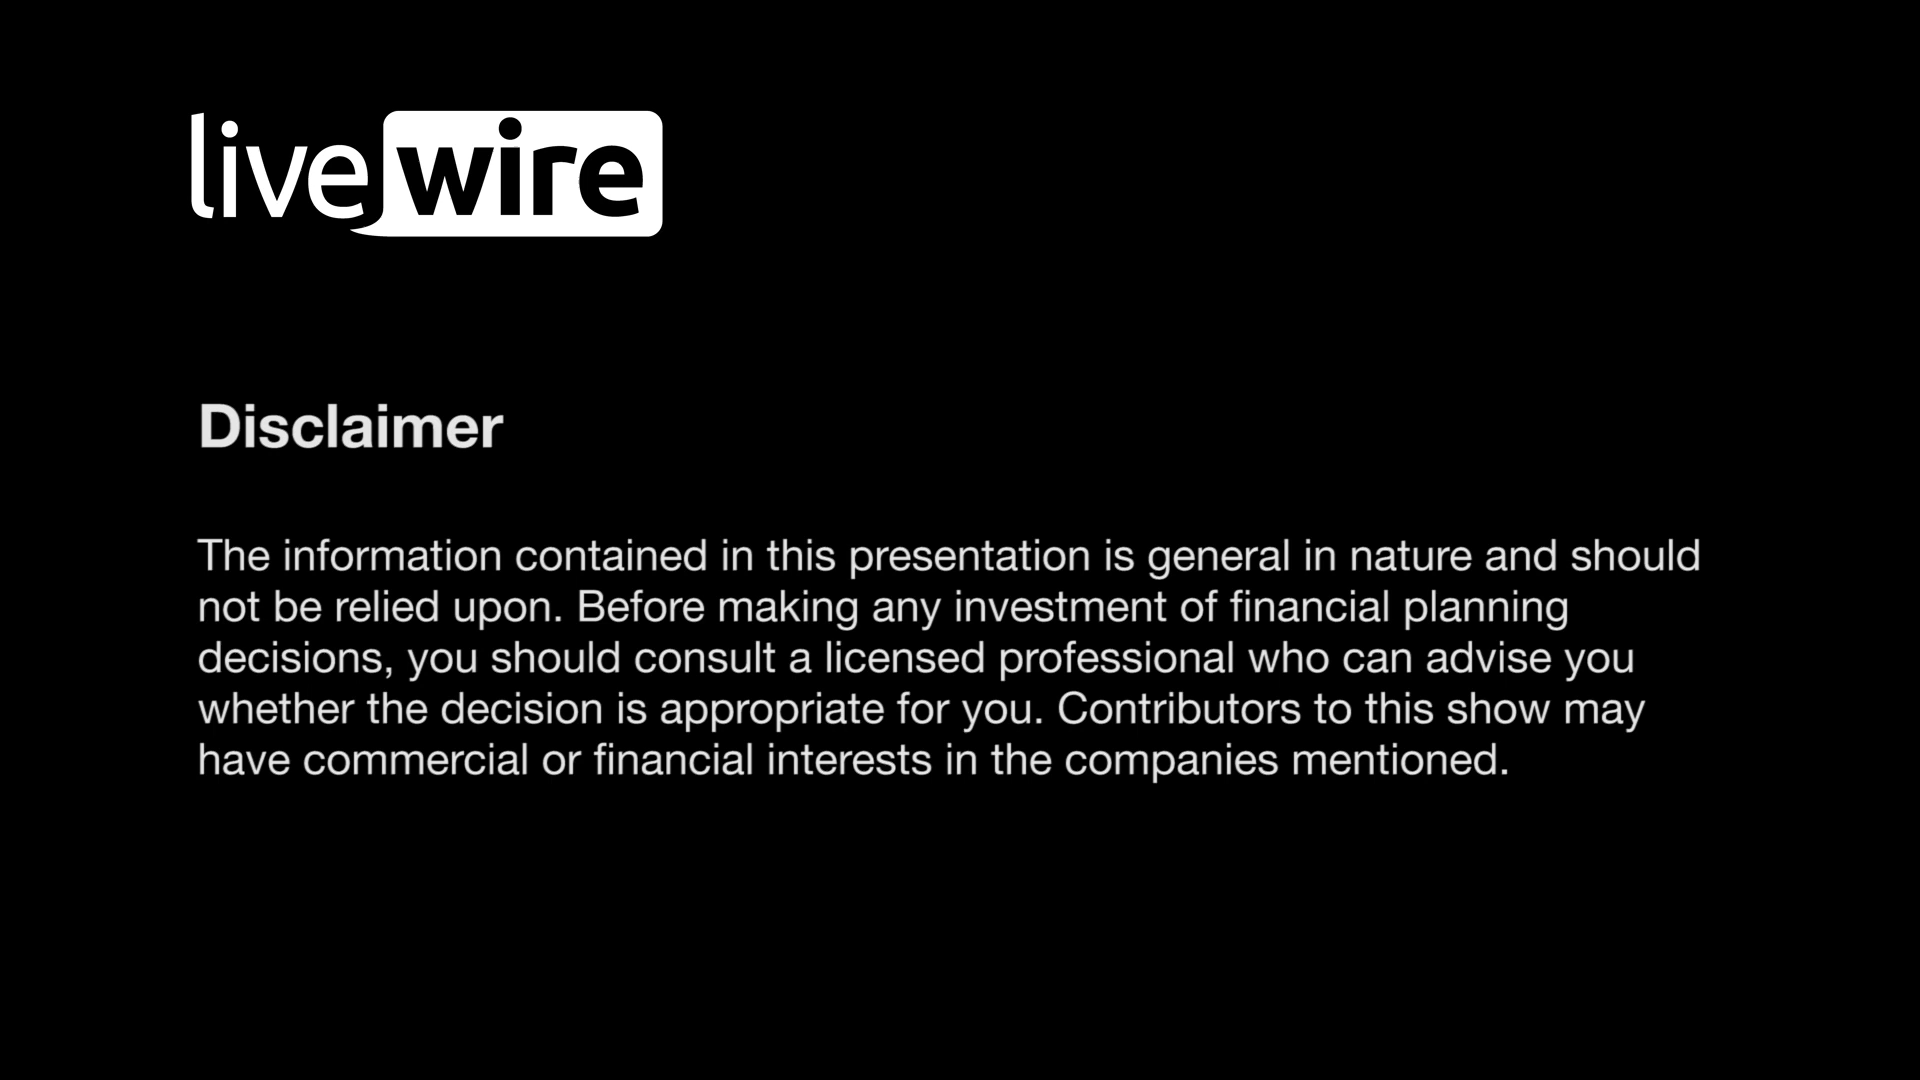 livewire
Disclaimer
The information contained in this presentation is general in nature and should
not be relied upon. Before making any investment of financial planning
decisions, you should consult a licensed professional who can advise you
whether the decision is appropriate for you. Contributors to this show may
have commercial or financial interests in the companies mentioned.